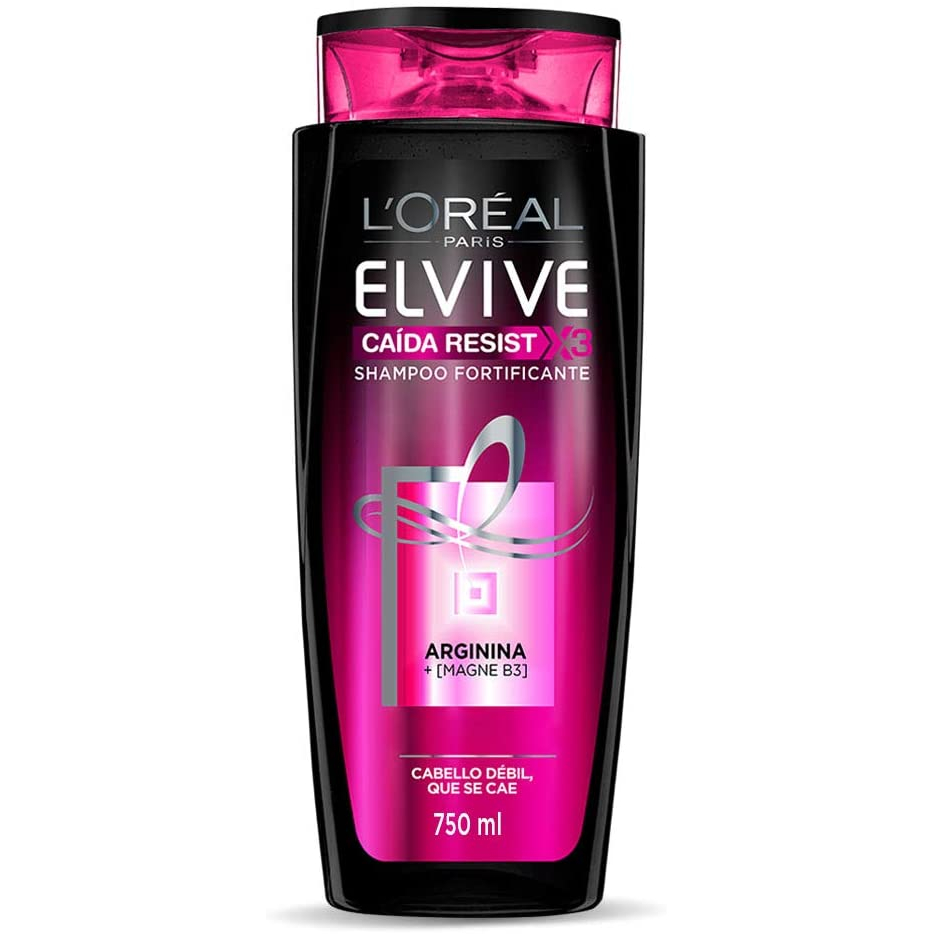 L'ORÉAL
PARiS
ELVIVE
CAÍDA RESIST X3
SHAMPOO FORTIFICANTE
ARGININA
+ [MAGNE B3]
CABELLO DÉBIL,
QUE SE CAE
750 ml